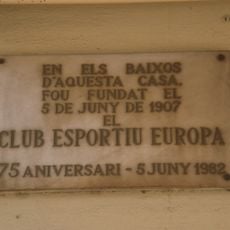 EN ELS BAIXOS
D'AQUESTA CASA,
FOU FUNDAT EL
5 DE JUNY DE 1907
EL
CLUB ESPORTIU EUROPA
75 ANIVERSARI - 5 JUNY 1982